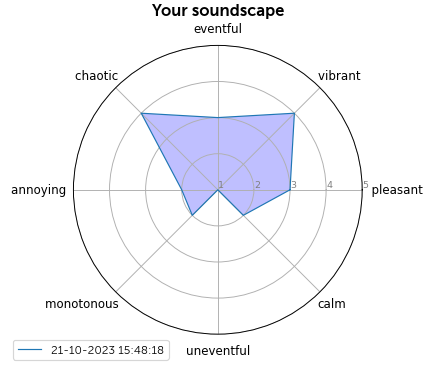 Your soundscape
eventful
chaotic
vibrant
annoying
1
2
3
4
5
pleasant
monotonous
calm
21-10-2023 15:48:18
uneventful